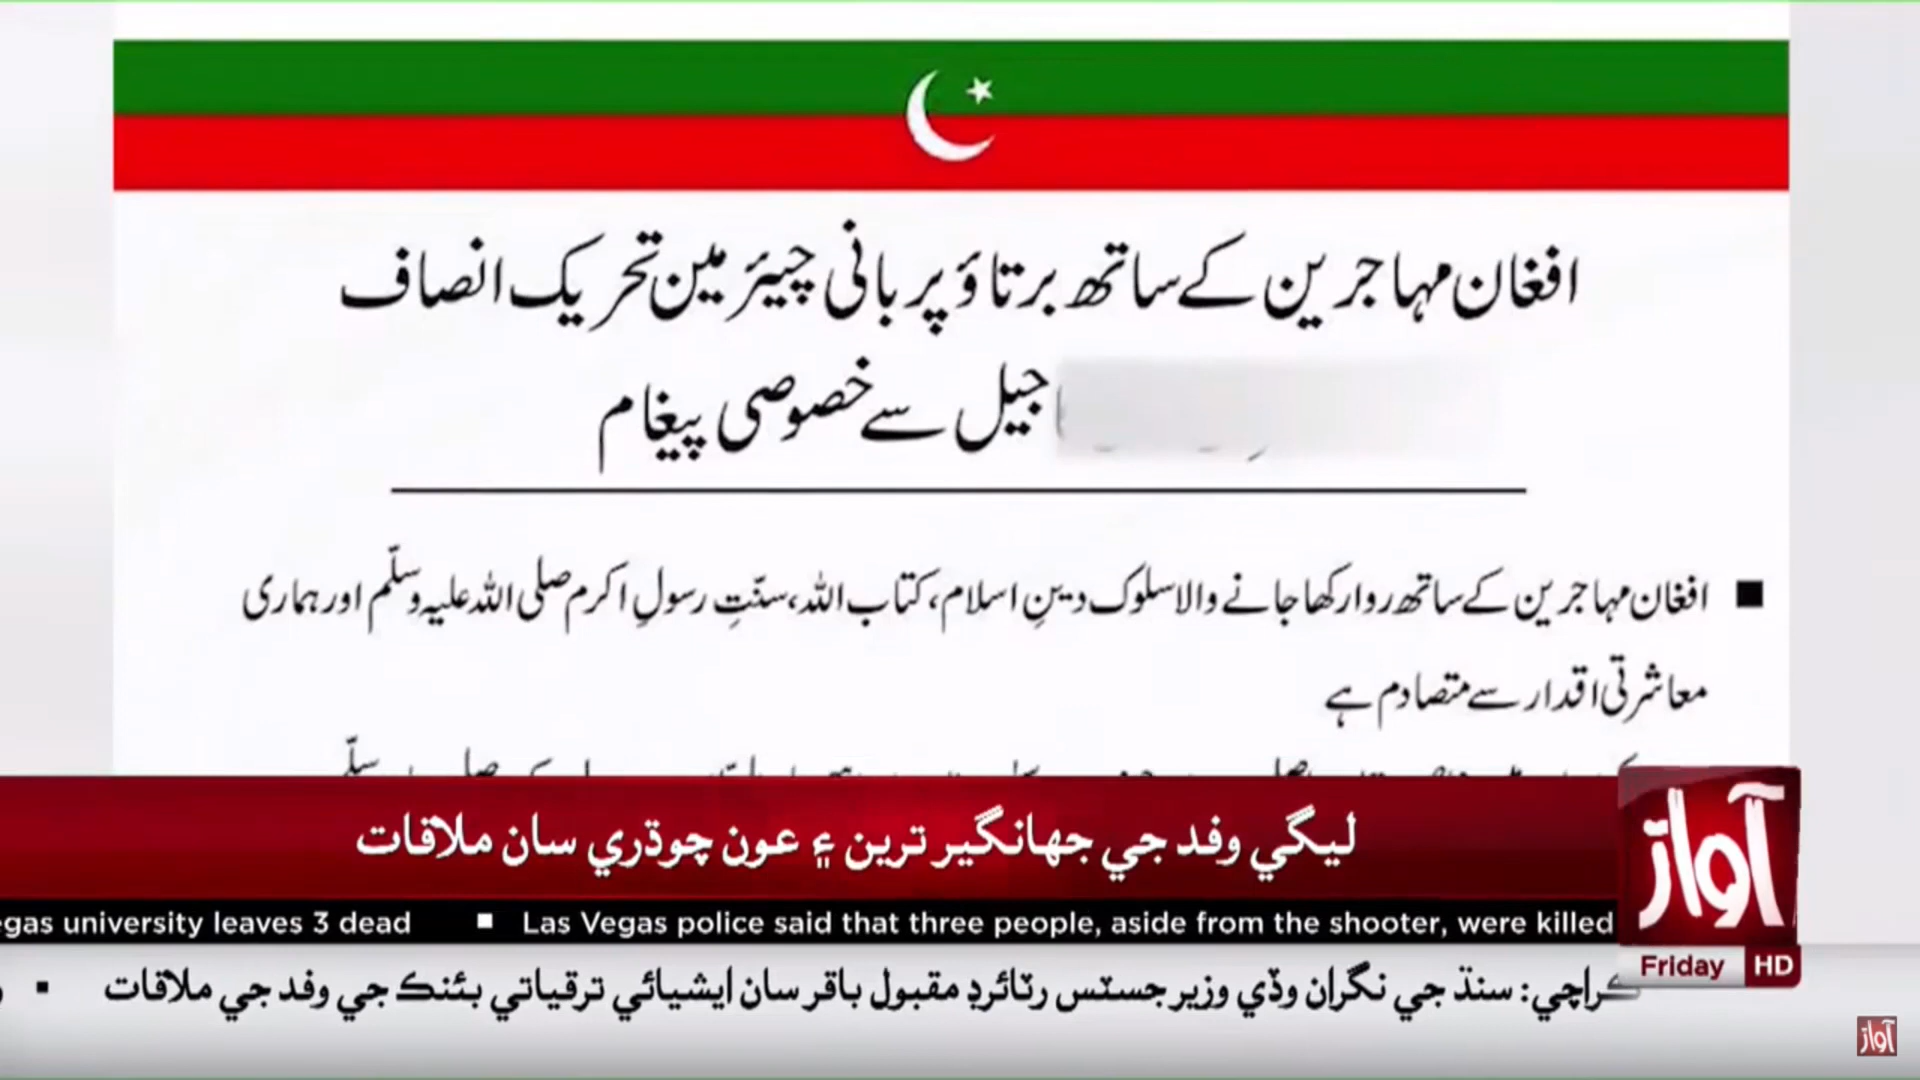 افغان مہاجرین کے ساتھ برتاؤ پر بانی چیئرمین تحریک انصاف
جیل سے خصوصی پیغام
■ افغان مہاجرین کے ساتھ روا رکھا جانے والا سلوک دینِ اسلام، کتاب اللہ، سنّتِ رسولِ اکرم صلی اللہ علیہ وسلّم اور ہماری
معاشرتی اقدار سے متصادم ہے
ليگي وفد جي جهانگير ترين ۽ عون چوڌري سان ملاقات
آواز
egas university leaves 3 dead ■ Las Vegas police said that three people, aside from the shooter, were killed
Friday HD
ڪراچي: سنڌ جي نگران وڏي وزير جسٽس رٽائرڊ مقبول باقر سان ايشيائي ترقياتي بئنڪ جي وفد جي ملاقات ▪
آواز